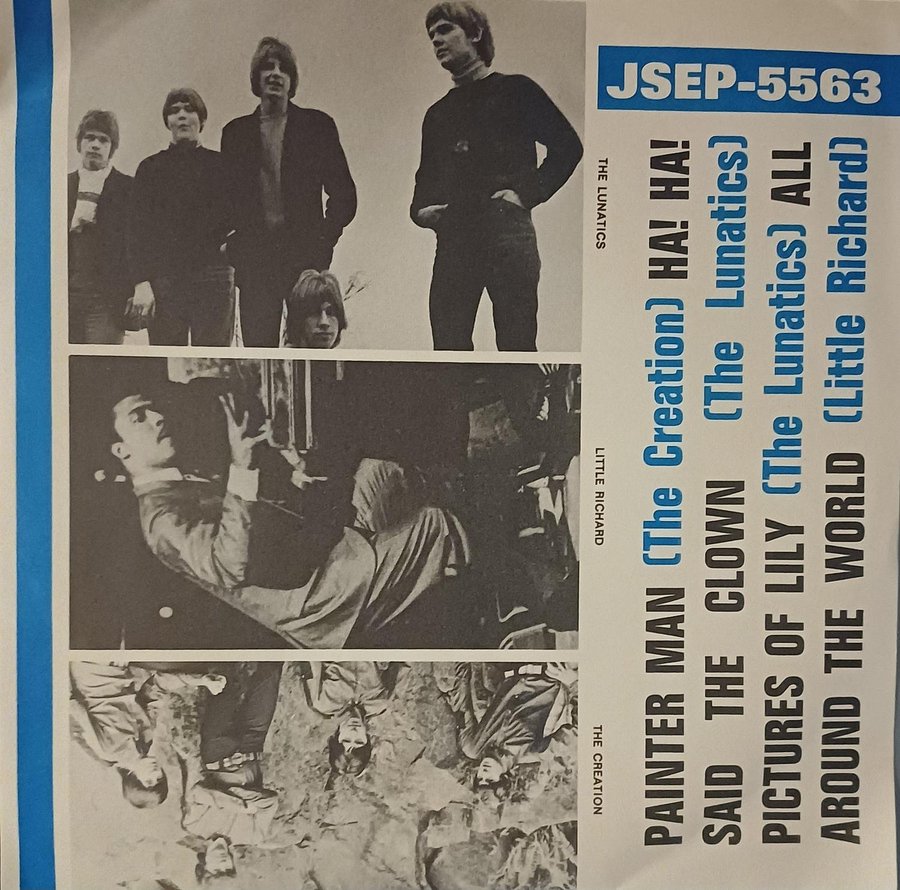 JSEP-5563
THE LUNATICS
LITTLE RICHARD
THE CREATION
PAINTER MAN (The Creation) HA! HA!
SAID THE CLOWN (The Lunatics)
PICTURES OF LILY (The Lunatics) ALL
AROUND THE WORLD (Little Richard)